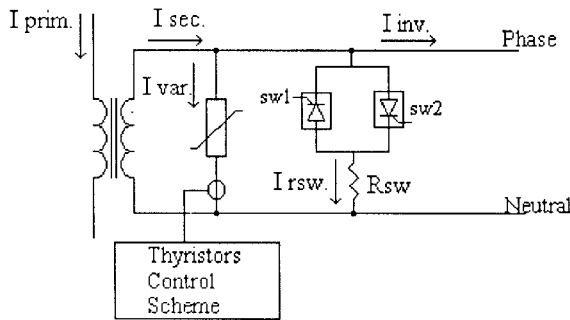 I prim.
I sec.
I inv.
Phase
I var.
sw1
sw2
I rsw.
Rsw
Neutral
Thyristors
Control
Scheme